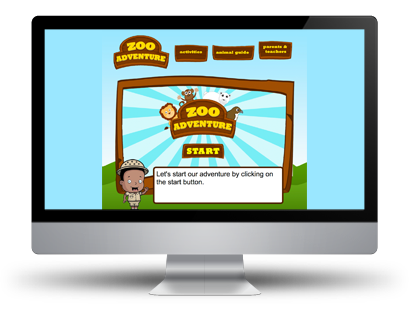 ZOO
ADVENTURE
activities
animal guide
parents &
teachers
ZOO
ADVENTURE
START
Let's start our adventure by clicking on
the start button.